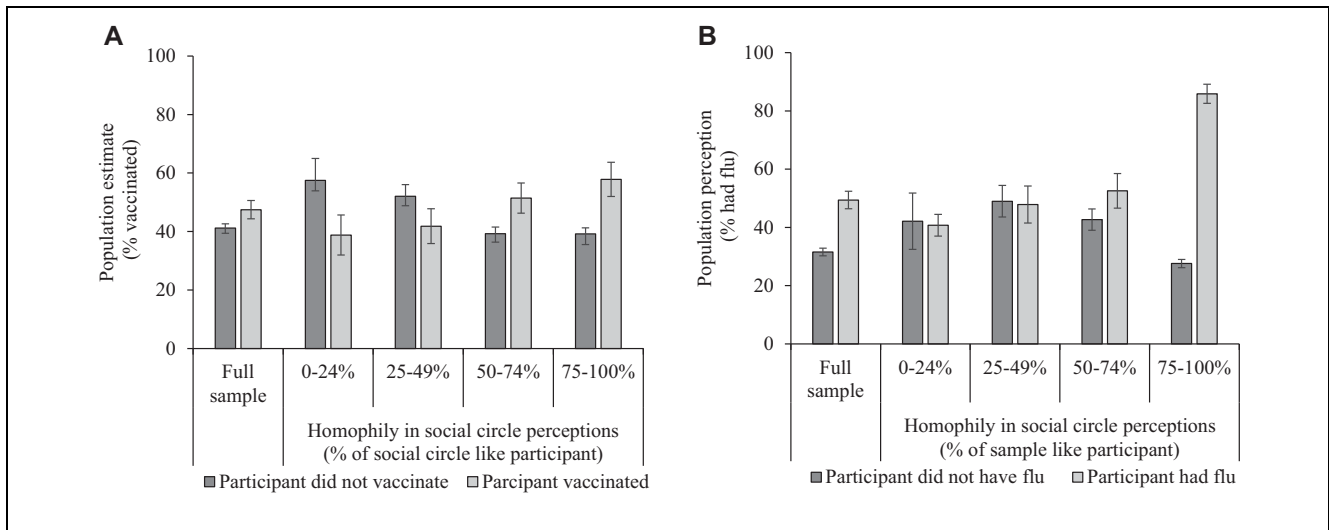 A
100
80
60
40
20
0
Population estimate
(% vaccinated)
Full
sample
0-24%
25-49%
50-74%
75-100%
Homophily in social circle perceptions
(% of social circle like participant)
Participant did not vaccinate
Parcipant vaccinated
B
100
80
60
40
20
0
Population perception
(% had flu)
Full
sample
0-24%
25-49%
50-74%
75-100%
Homophily in social circle perceptions
(% of sample like participant)
Participant did not have flu
Participant had flu